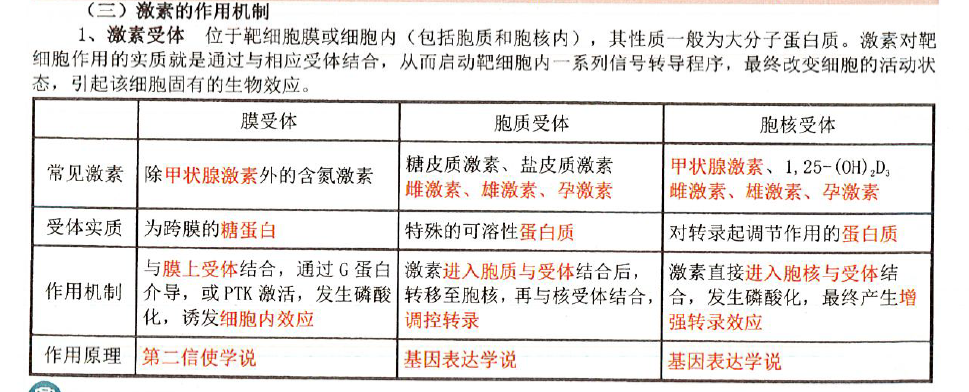 （三）激素的作用机制
1、激素受体 位于靶细胞膜或细胞内（包括胞质和胞核内），其性质一般为大分子蛋白质。激素对靶
细胞作用的实质就是通过与相应受体结合，从而启动靶细胞内一系列信号转导程序，最终改变细胞的活动状
态，引起该细胞固有的生物效应。
膜受体 胞质受体 胞核受体
常见激素
除甲状腺激素外的含氮激素
糖皮质激素、盐皮质激素
雌激素、雄激素、孕激素
甲状腺激素、1,25-(OH)₂D₃
雌激素、雄激素、孕激素
受体实质 为跨膜的糖蛋白 特殊的可溶性蛋白质 对转录起调节作用的蛋白质
作用机制
与膜上受体结合，通过 G 蛋白
介导，或 PTK 激活，发生磷酸
化，诱发细胞内效应
激素进入胞质与受体结合后，
转移至胞核，再与核受体结合，
调控转录
激素直接进入胞核与受体结
合，发生磷酸化，最终产生增
强转录效应
作用原理 第二信使学说 基因表达学说 基因表达学说